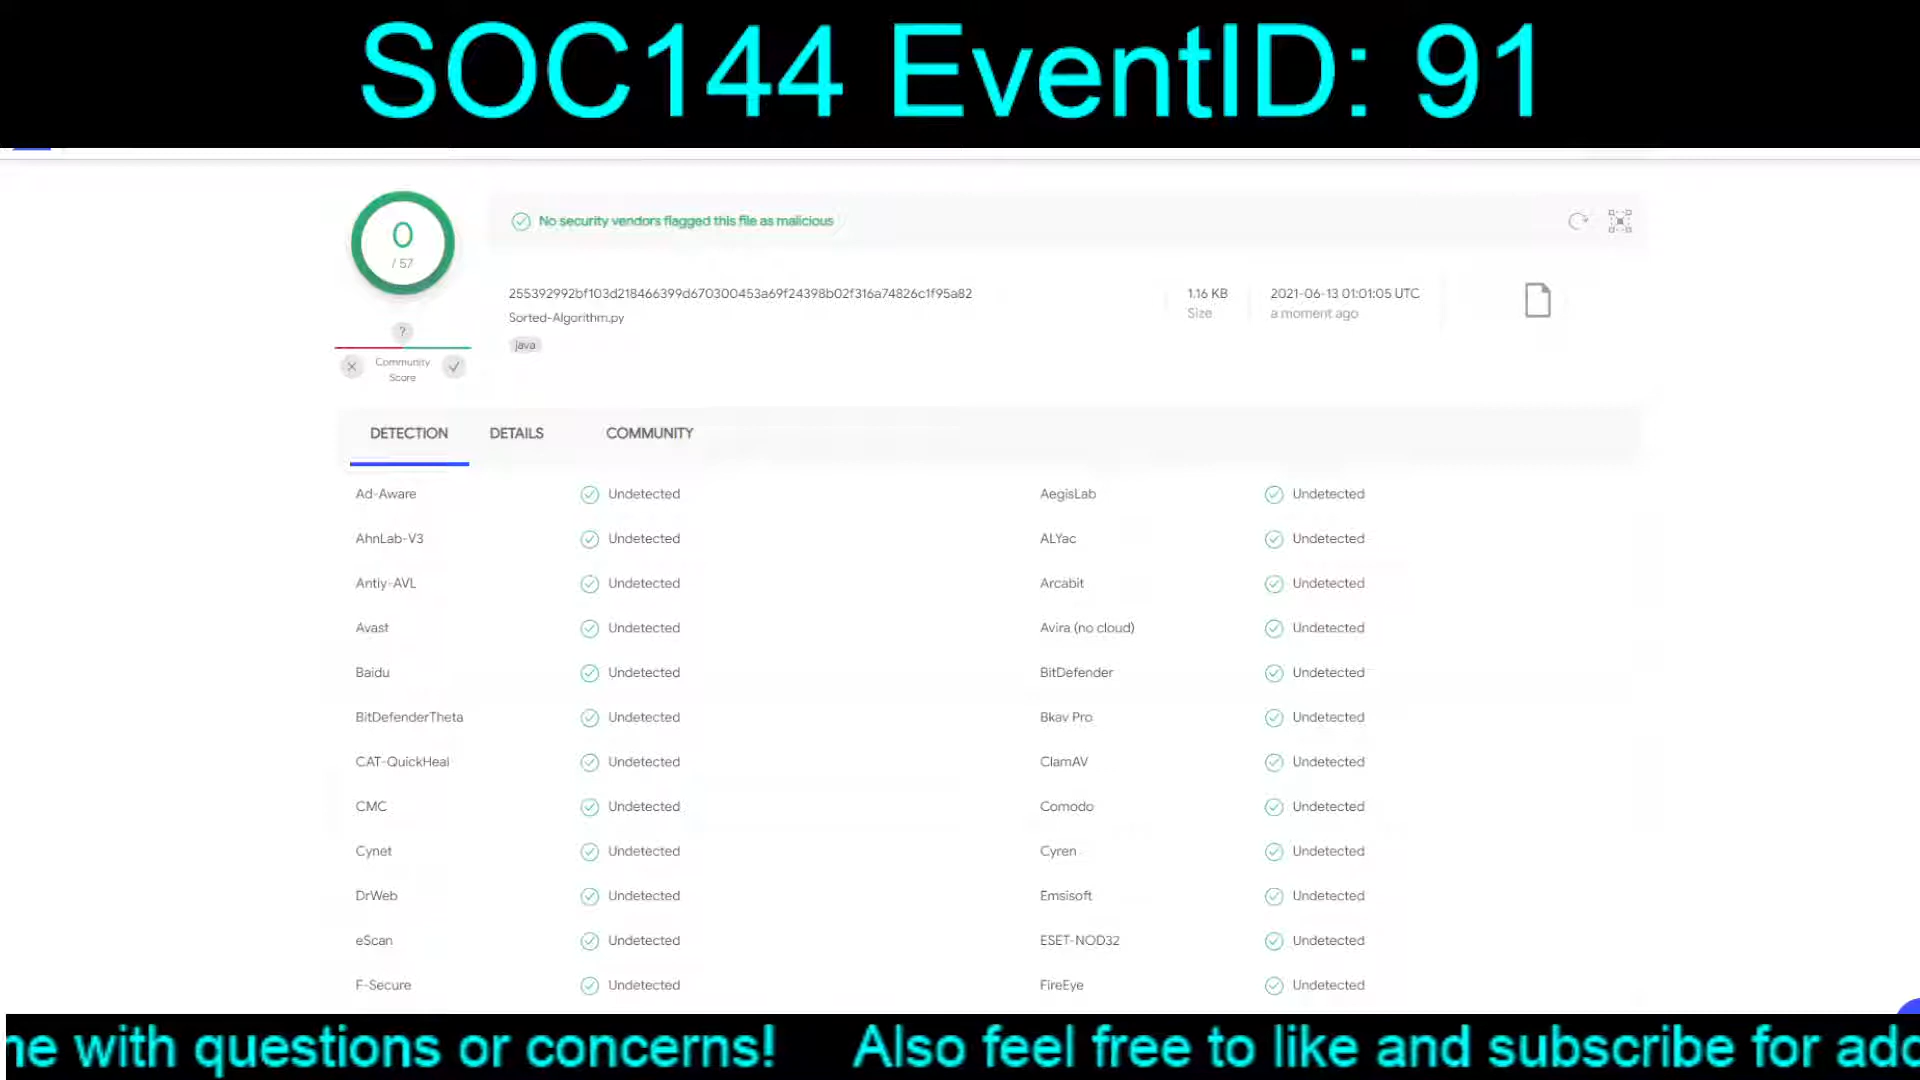 SOC144 EventID: 91
0
/ 57
No security vendors flagged this file as malicious
255392992bf103d218466399d670300453a69f24398b02f316a74826c1f95a82
Sorted-Algorithm.py
java
1.16 KB
Size
2021-06-13 01:01:05 UTC
a moment ago
?
Community
Score
DETECTION DETAILS COMMUNITY
Ad-Aware Undetected AegisLab Undetected
AhnLab-V3 Undetected ALYac Undetected
Antiy-AVL Undetected Arcabit Undetected
Avast Undetected Avira (no cloud) Undetected
Baidu Undetected BitDefender Undetected
BitDefenderTheta Undetected Bkav Pro Undetected
CAT-QuickHeal Undetected ClamAV Undetected
CMC Undetected Comodo Undetected
Cynet Undetected Cyren Undetected
DrWeb Undetected Emsisoft Undetected
eScan Undetected ESET-NOD32 Undetected
F-Secure Undetected FireEye Undetected
with questions or concerns! Also feel free to like and subscribe for